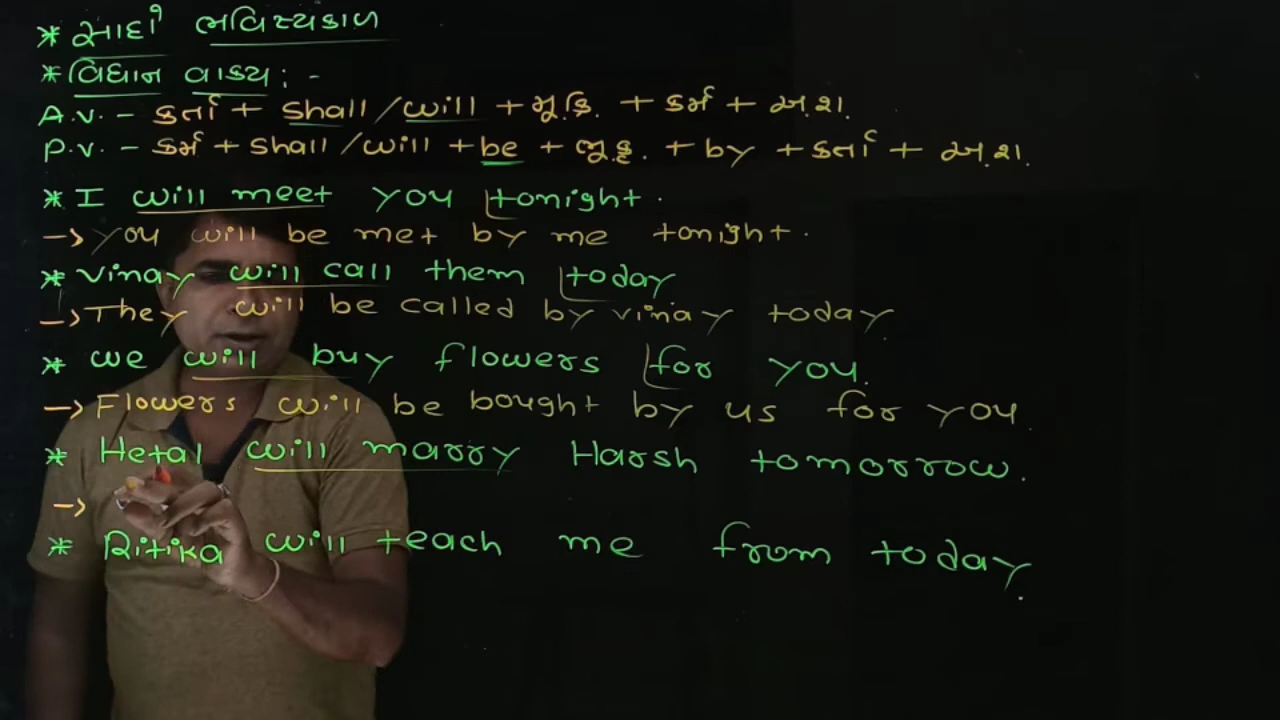 * સાદો ભવિષ્યકાળ
* વિધાન વાક્ય : -
A.V. - કર્તા + shall / will + મૂ.ક્રિ. + કર્મ + અ.શ.
P.V. - કર્મ + shall / will + be + ભૂ.કૃ. + by + કર્તા + અ.શ.
* I will meet you tonight.
→ you will be met by me tonight.
* Vinay will call them today
→ They will be called by vinay today.
* we will buy flowers for you.
→ Flowers will be bought by us for you.
* Hetal will marry Harsh tomorrow.
→
* Ritika will teach me from today.